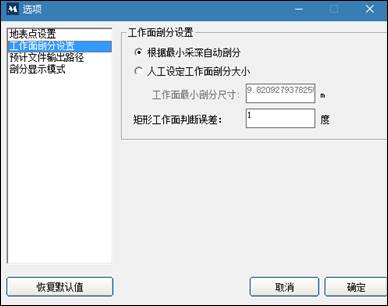 选项
地表点设置
工作面剖分设置
预计文件输出路径
剖分显示模式
工作面剖分设置
根据最小采深自动剖分
人工设定工作面剖分大小
工作面最小剖分尺寸: 9.8209279378255 m
矩形工作面判断误差: 1 度
恢复默认值
取消
确定